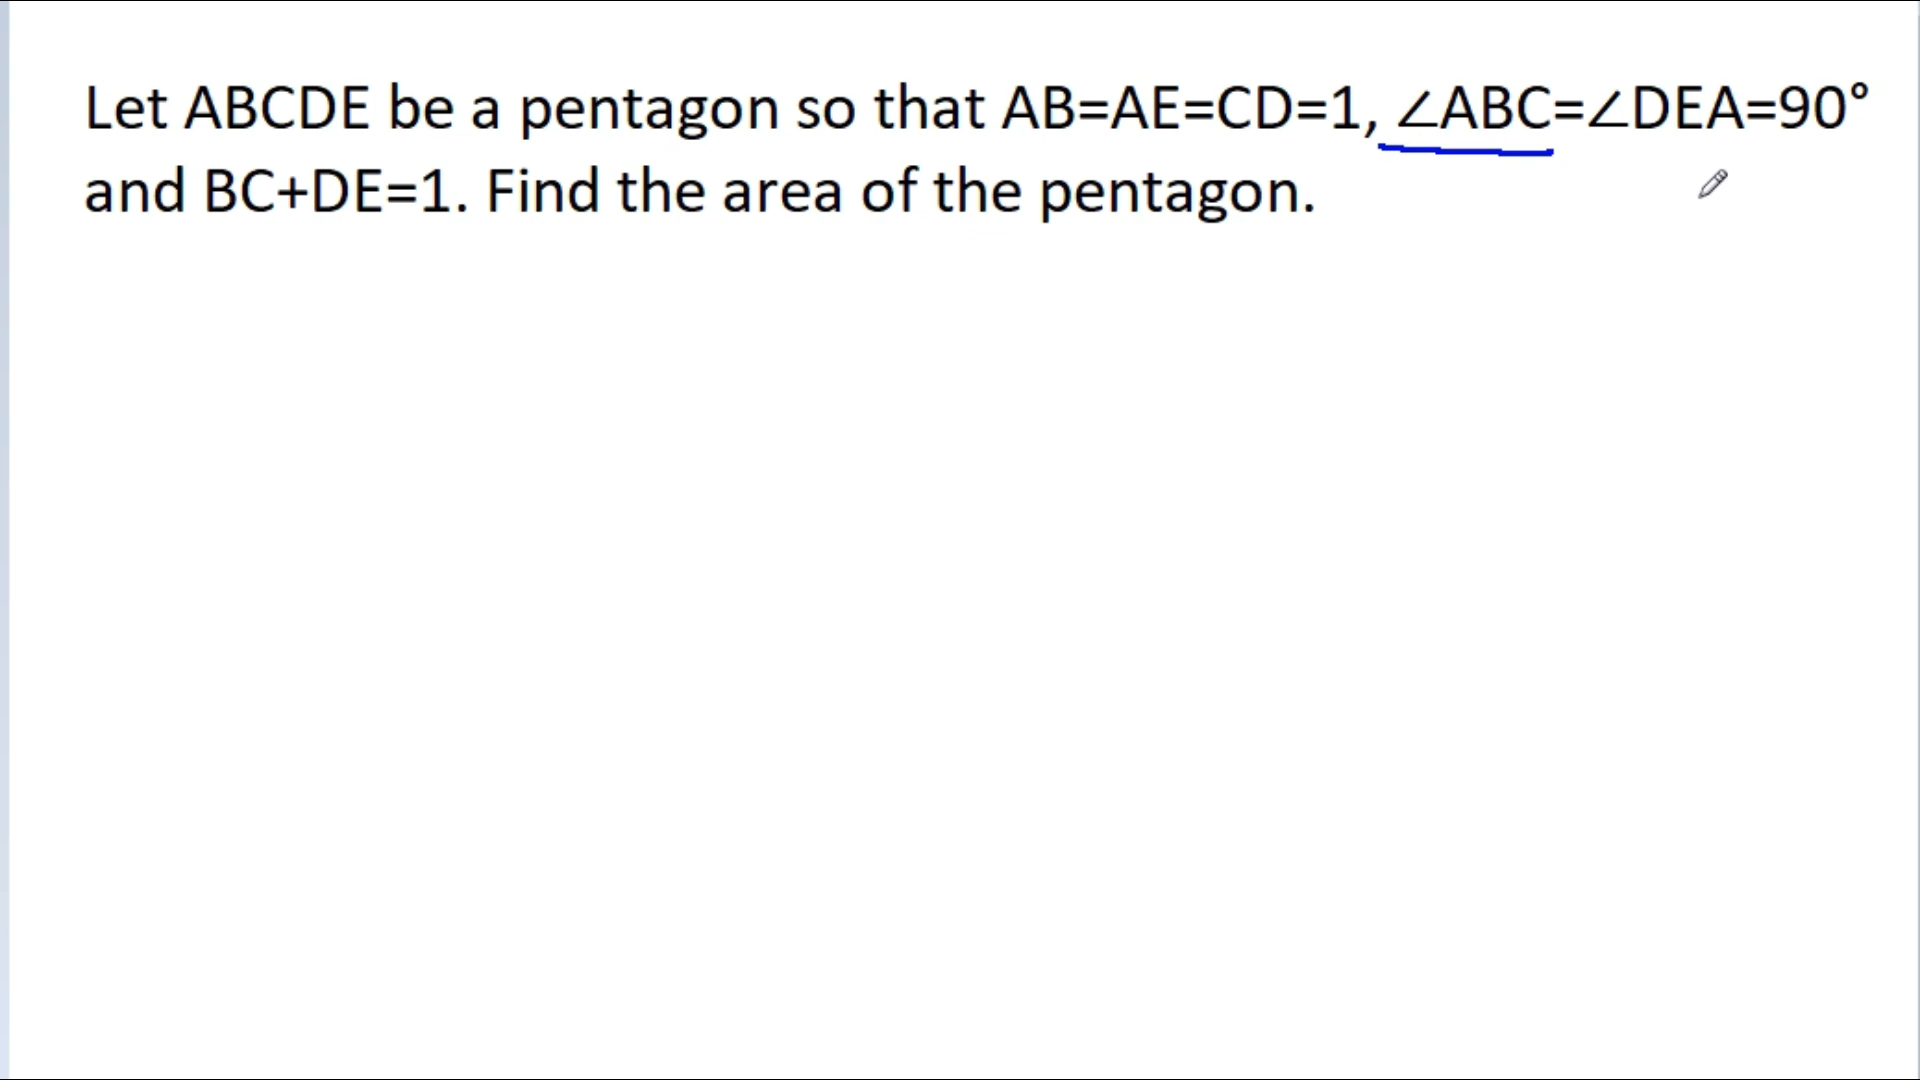 Let ABCDE be a pentagon so that AB=AE=CD=1, ∠ABC=∠DEA=90°
and BC+DE=1. Find the area of the pentagon.